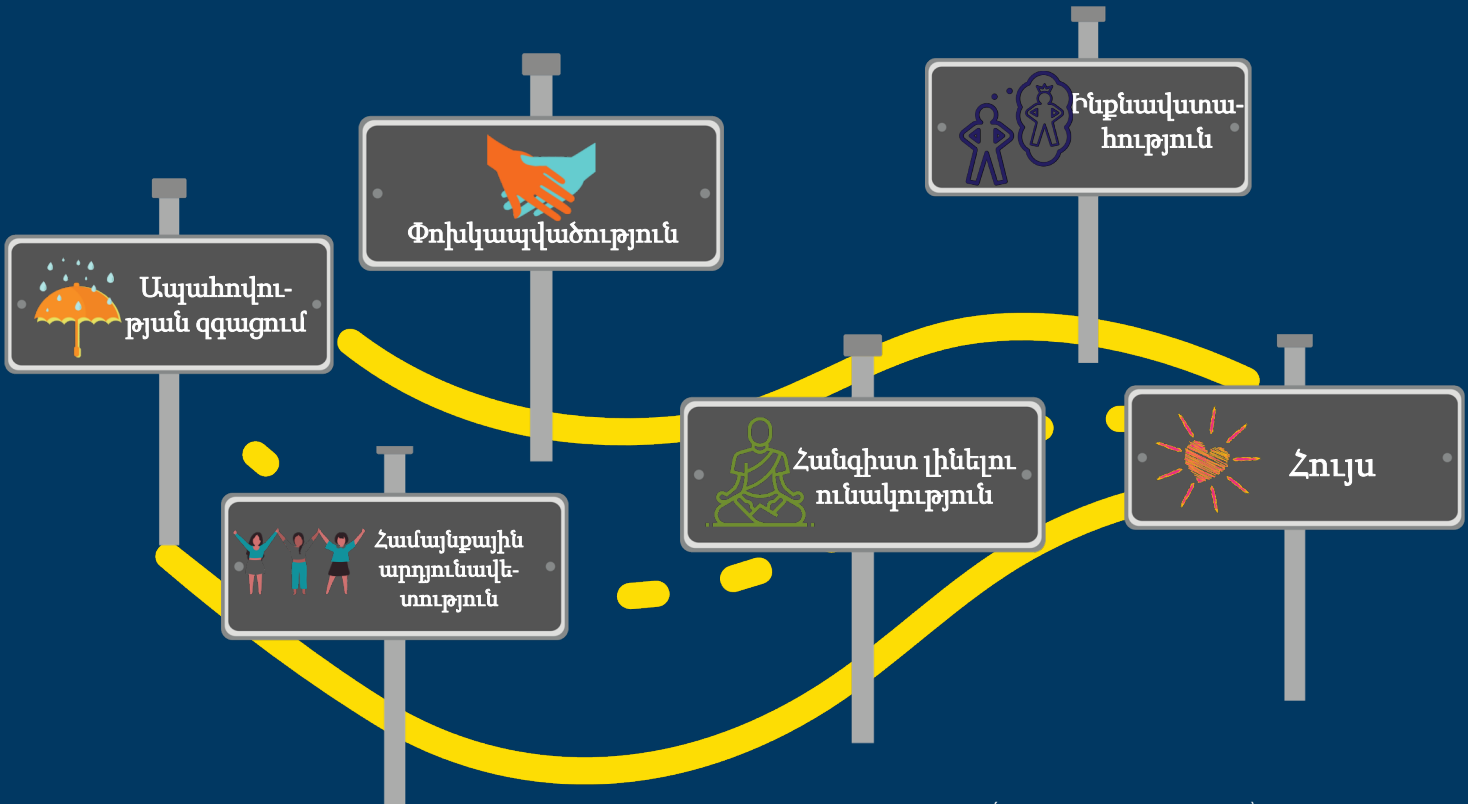 Ինքնավստա-
հություն
Փոխկապվածություն
Ապահովու-
թյան զգացում
Հանգիստ լինելու
ունակություն
Հույս
Համայնքային
արդյունավե-
տություն